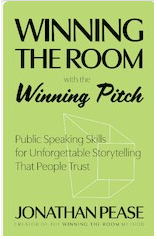 WINNING
THE ROOM
with the
Winning Pitch
Public Speaking Skills
for Unforgettable Storytelling
That People Trust
JONATHAN PEASE
CREATOR OF THE WINNING THE ROOM METHOD